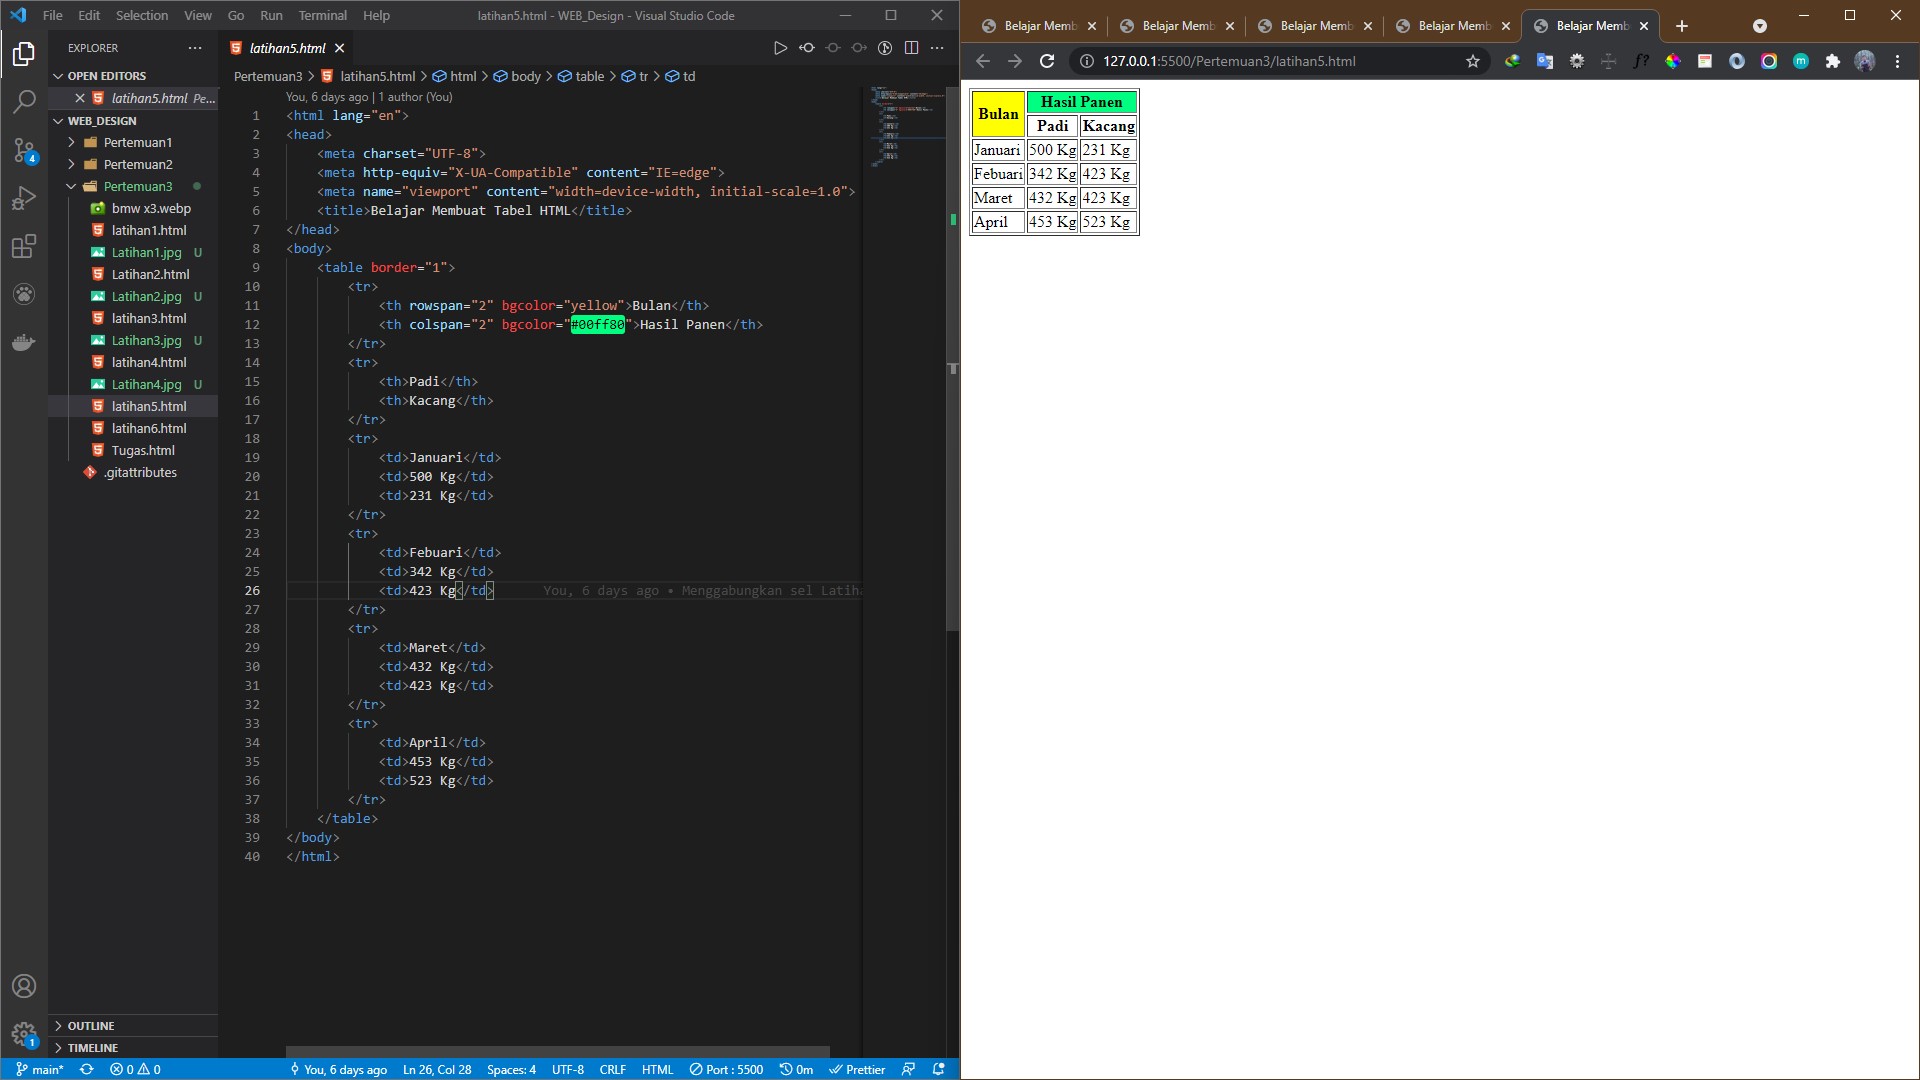 File Edit Selection View Go Run Terminal Help
latihan5.html - WEB_Design - Visual Studio Code
EXPLORER
OPEN EDITORS
latihan5.html Pe...
WEB_DESIGN
Pertemuan1
Pertemuan2
Pertemuan3
bmw x3.webp
latihan1.html
Latihan1.jpg U
Latihan2.html
Latihan2.jpg U
latihan3.html
Latihan3.jpg U
latihan4.html
Latihan4.jpg U
latihan5.html
latihan6.html
Tugas.html
.gitattributes
OUTLINE
TIMELINE
4
1
latihan5.html
Pertemuan3 > latihan5.html > html > body > table > tr > td
You, 6 days ago | 1 author (You)
1 <html lang="en">
2 <head>
3 <meta charset="UTF-8">
4 <meta http-equiv="X-UA-Compatible" content="IE=edge">
5 <meta name="viewport" content="width=device-width, initial-scale=1.0">
6 <title>Belajar Membuat Tabel HTML</title>
7 </head>
8 <body>
9 <table border="1">
10 <tr>
11 <th rowspan="2" bgcolor="yellow">Bulan</th>
12 <th colspan="2" bgcolor="#00ff80">Hasil Panen</th>
13 </tr>
14 <tr>
15 <th>Padi</th>
16 <th>Kacang</th>
17 </tr>
18 <tr>
19 <td>Januari</td>
20 <td>500 Kg</td>
21 <td>231 Kg</td>
22 </tr>
23 <tr>
24 <td>Febuari</td>
25 <td>342 Kg</td>
26 <td>423 Kg</td> You, 6 days ago • Menggabungkan sel Latiha
27 </tr>
28 <tr>
29 <td>Maret</td>
30 <td>432 Kg</td>
31 <td>423 Kg</td>
32 </tr>
33 <tr>
34 <td>April</td>
35 <td>453 Kg</td>
36 <td>523 Kg</td>
37 </tr>
38 </table>
39 </body>
40 </html>
main* 0 0 You, 6 days ago Ln 26, Col 28 Spaces: 4 UTF-8 CRLF HTML Port : 5500 0m Prettier
Belajar Memb Belajar Memb Belajar Memb Belajar Memb Belajar Memb
127.0.0.1:5500/Pertemuan3/latihan5.html
f?
m
Bulan Hasil Panen
Padi Kacang
Januari 500 Kg 231 Kg
Febuari 342 Kg 423 Kg
Maret 432 Kg 423 Kg
April 453 Kg 523 Kg